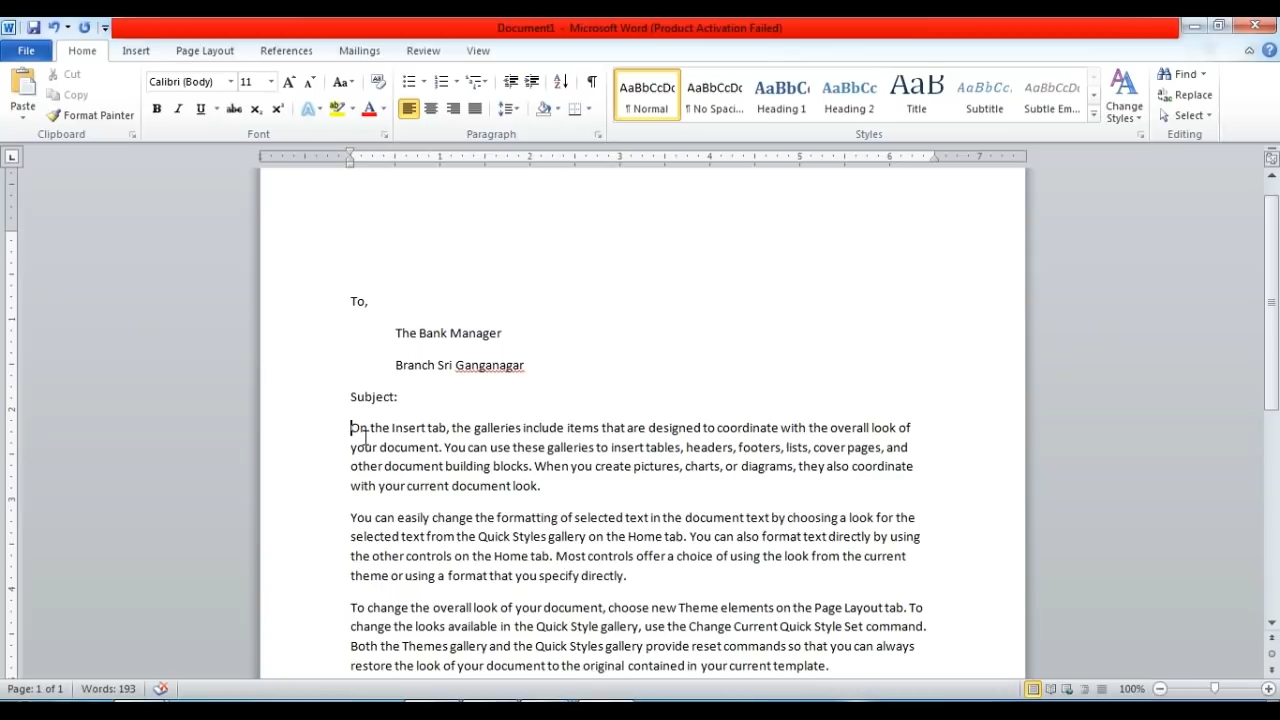 Document1 - Microsoft Word (Product Activation Failed)
File Home Insert Page Layout References Mailings Review View
Paste
Cut
Copy
Format Painter
Clipboard
Calibri (Body) 11
Font
Paragraph
AaBbCcDc AaBbCcDc AaBbC AaBbCc AaB AaBbCc. AaBbCcDc
¶ Normal ¶ No Spaci... Heading 1 Heading 2 Title Subtitle Subtle Em...
Styles
Change Styles
Find
Replace
Select
Editing
1 2 3 4 5 6 7
To,
The Bank Manager
Branch Sri Ganganagar
Subject:
On the Insert tab, the galleries include items that are designed to coordinate with the overall look of
your document. You can use these galleries to insert tables, headers, footers, lists, cover pages, and
other document building blocks. When you create pictures, charts, or diagrams, they also coordinate
with your current document look.
You can easily change the formatting of selected text in the document text by choosing a look for the
selected text from the Quick Styles gallery on the Home tab. You can also format text directly by using
the other controls on the Home tab. Most controls offer a choice of using the look from the current
theme or using a format that you specify directly.
To change the overall look of your document, choose new Theme elements on the Page Layout tab. To
change the looks available in the Quick Style gallery, use the Change Current Quick Style Set command.
Both the Themes gallery and the Quick Styles gallery provide reset commands so that you can always
restore the look of your document to the original contained in your current template.
Page: 1 of 1 Words: 193 100%